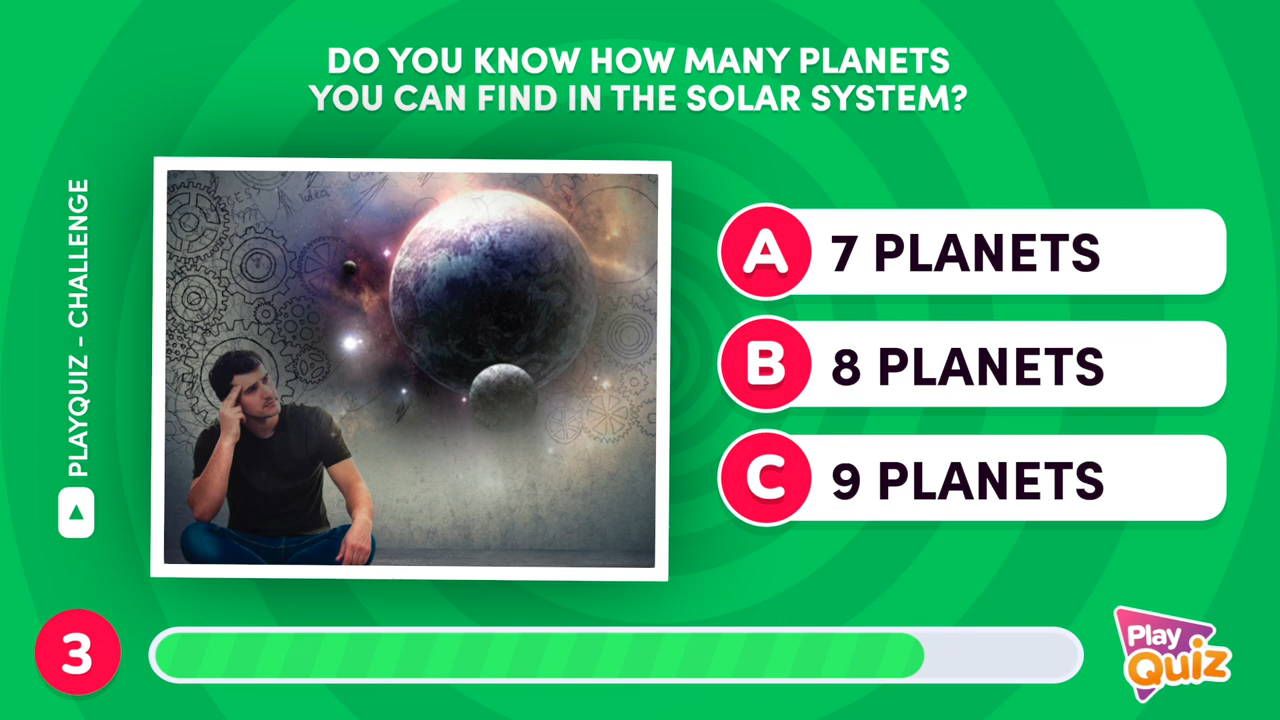 DO YOU KNOW HOW MANY PLANETS
YOU CAN FIND IN THE SOLAR SYSTEM?
PLAYQUIZ - CHALLENGE
A 7 PLANETS
B 8 PLANETS
C 9 PLANETS
3
Play
Quiz